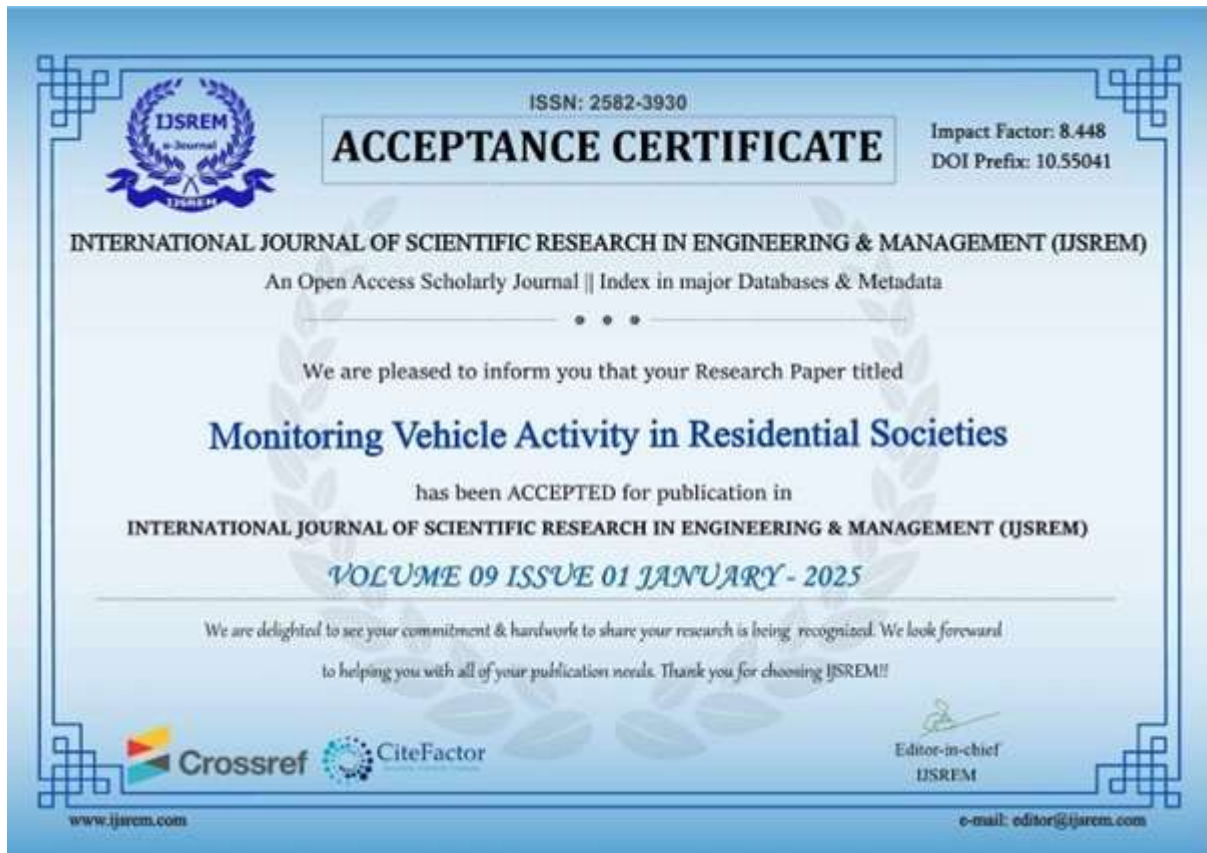 IJSREM
e-Journal
IJSREM
ISSN: 2582-3930
ACCEPTANCE CERTIFICATE
Impact Factor: 8.448
DOI Prefix: 10.55041
INTERNATIONAL JOURNAL OF SCIENTIFIC RESEARCH IN ENGINEERING & MANAGEMENT (IJSREM)
An Open Access Scholarly Journal || Index in major Databases & Metadata
We are pleased to inform you that your Research Paper titled
Monitoring Vehicle Activity in Residential Societies
has been ACCEPTED for publication in
INTERNATIONAL JOURNAL OF SCIENTIFIC RESEARCH IN ENGINEERING & MANAGEMENT (IJSREM)
VOLUME 09 ISSUE 01 JANUARY - 2025
We are delighted to see your commitment & hardwork to share your research is being recognized. We look foreward
to helping you with all of your publication needs. Thank you for choosing IJSREM!!
Crossref
CiteFactor
Editor-in-chief
IJSREM
www.ijsrem.com
e-mail: editor@ijsrem.com